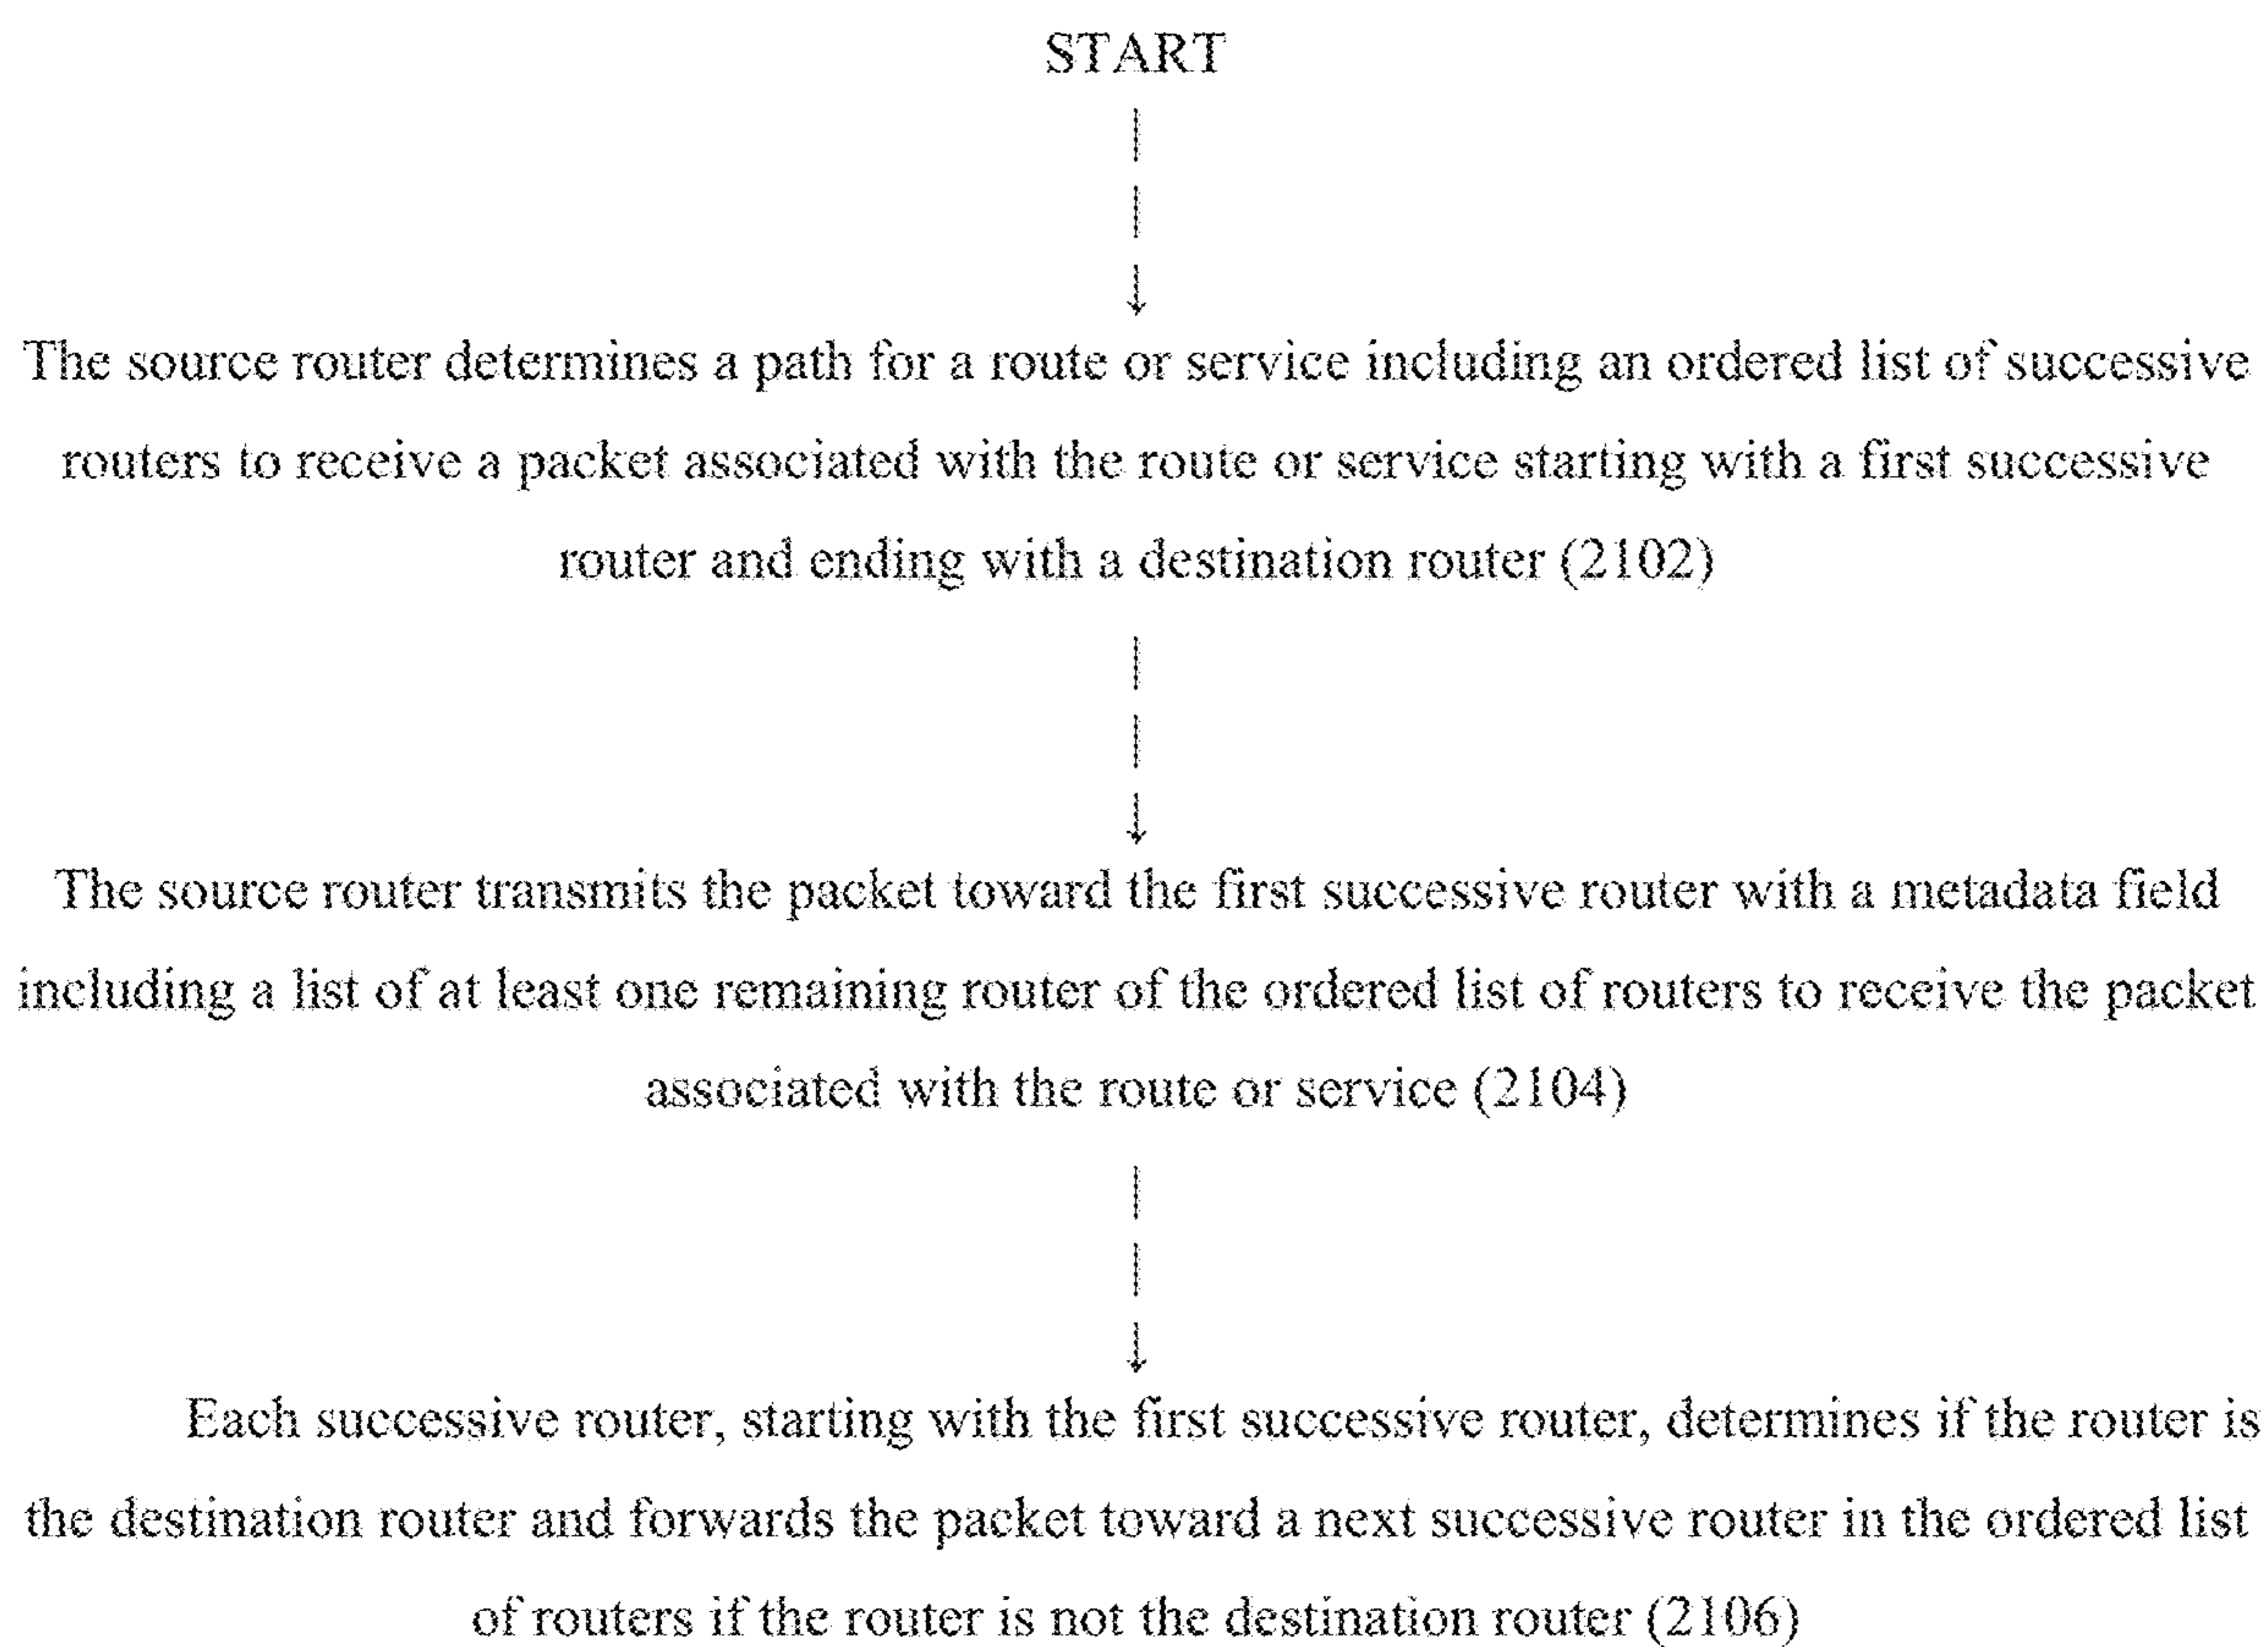 START
The source router determines a path for a route or service including an ordered list of successive
routers to receive a packet associated with the route or service starting with a first successive
router and ending with a destination router (2102)
The source router transmits the packet toward the first successive router with a metadata field
including a list of at least one remaining router of the ordered list of routers to receive the packet
associated with the route or service (2104)
Each successive router, starting with the first successive router, determines if the router is
the destination router and forwards the packet toward a next successive router in the ordered list
of routers if the router is not the destination router (2106)